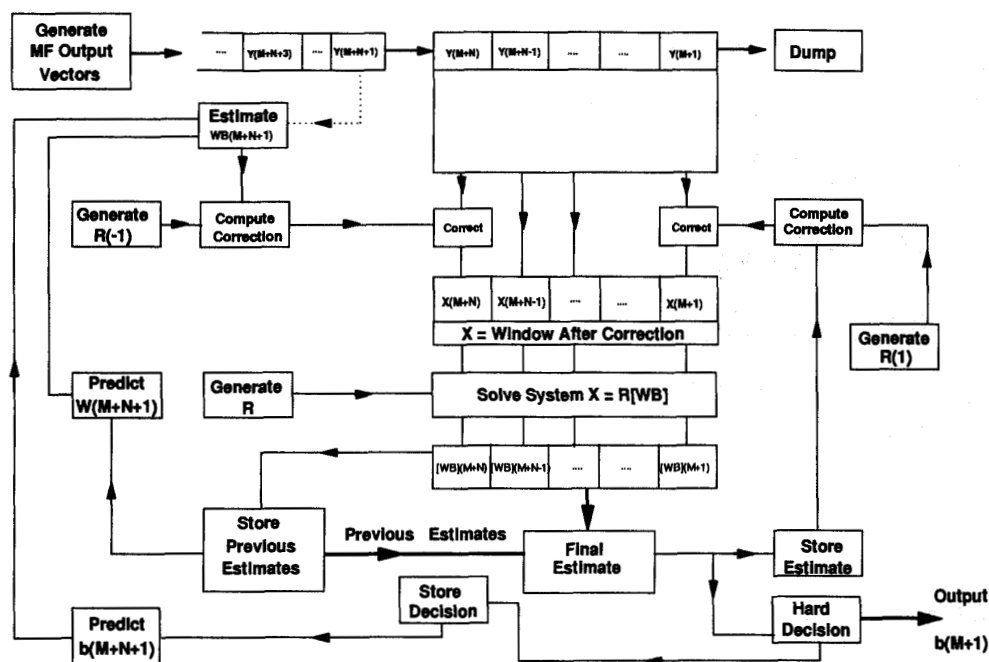 Generate
MF Output
Vectors
.... Y(M+N+3) .... Y(M+N+1)
Y(M+N) Y(M+N-1) .... .... Y(M+1)
Dump
Estimate
WB(M+N+1)
Generate
R(-1)
Compute
Correction
Correct
Correct
Compute
Correction
X(M+N) X(M+N-1) .... .... X(M+1)
X = Window After Correction
Generate
R(1)
Predict
W(M+N+1)
Generate
R
Solve System X = R[WB]
[WB](M+N) [WB](M+N-1) .... .... [WB](M+1)
Store
Previous
Estimates
Previous Estimates
Final
Estimate
Store
Estimate
Store
Decision
Predict
b(M+N+1)
Hard
Decision
Output
b(M+1)